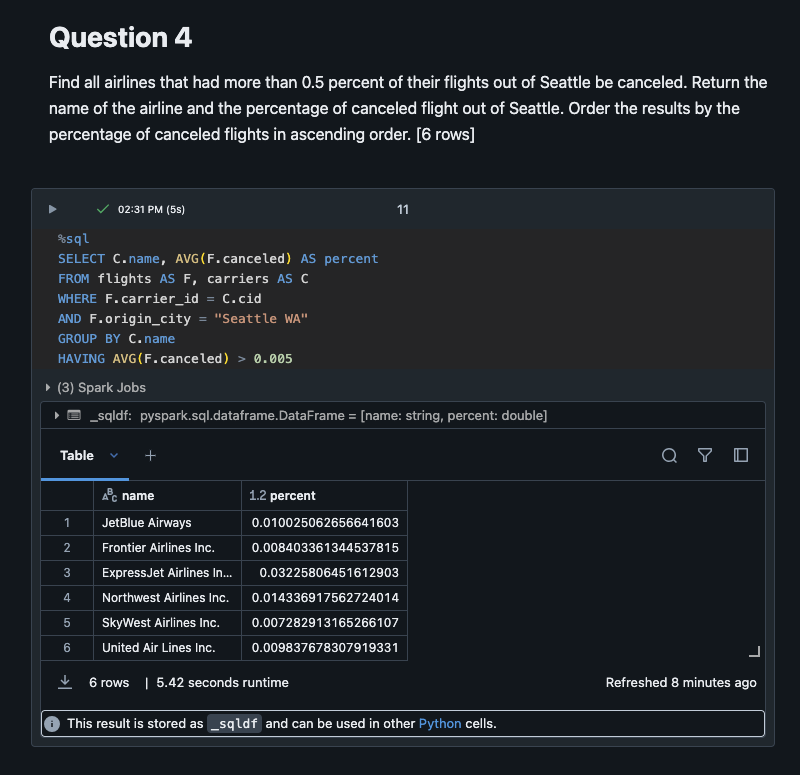 Question 4
Find all airlines that had more than 0.5 percent of their flights out of Seattle be canceled. Return the
name of the airline and the percentage of canceled flight out of Seattle. Order the results by the
percentage of canceled flights in ascending order. [6 rows]
02:31 PM (5s) 11
%sql
SELECT C.name, AVG(F.canceled) AS percent
FROM flights AS F, carriers AS C
WHERE F.carrier_id = C.cid
AND F.origin_city = "Seattle WA"
GROUP BY C.name
HAVING AVG(F.canceled) > 0.005
(3) Spark Jobs
_sqldf: pyspark.sql.dataframe.DataFrame = [name: string, percent: double]
Table +
ABC name 1.2 percent
1 JetBlue Airways 0.010025062656641603
2 Frontier Airlines Inc. 0.008403361344537815
3 ExpressJet Airlines In... 0.03225806451612903
4 Northwest Airlines Inc. 0.014336917562724014
5 SkyWest Airlines Inc. 0.007282913165266107
6 United Air Lines Inc. 0.009837678307919331
6 rows | 5.42 seconds runtime Refreshed 8 minutes ago
This result is stored as _sqldf and can be used in other Python cells.